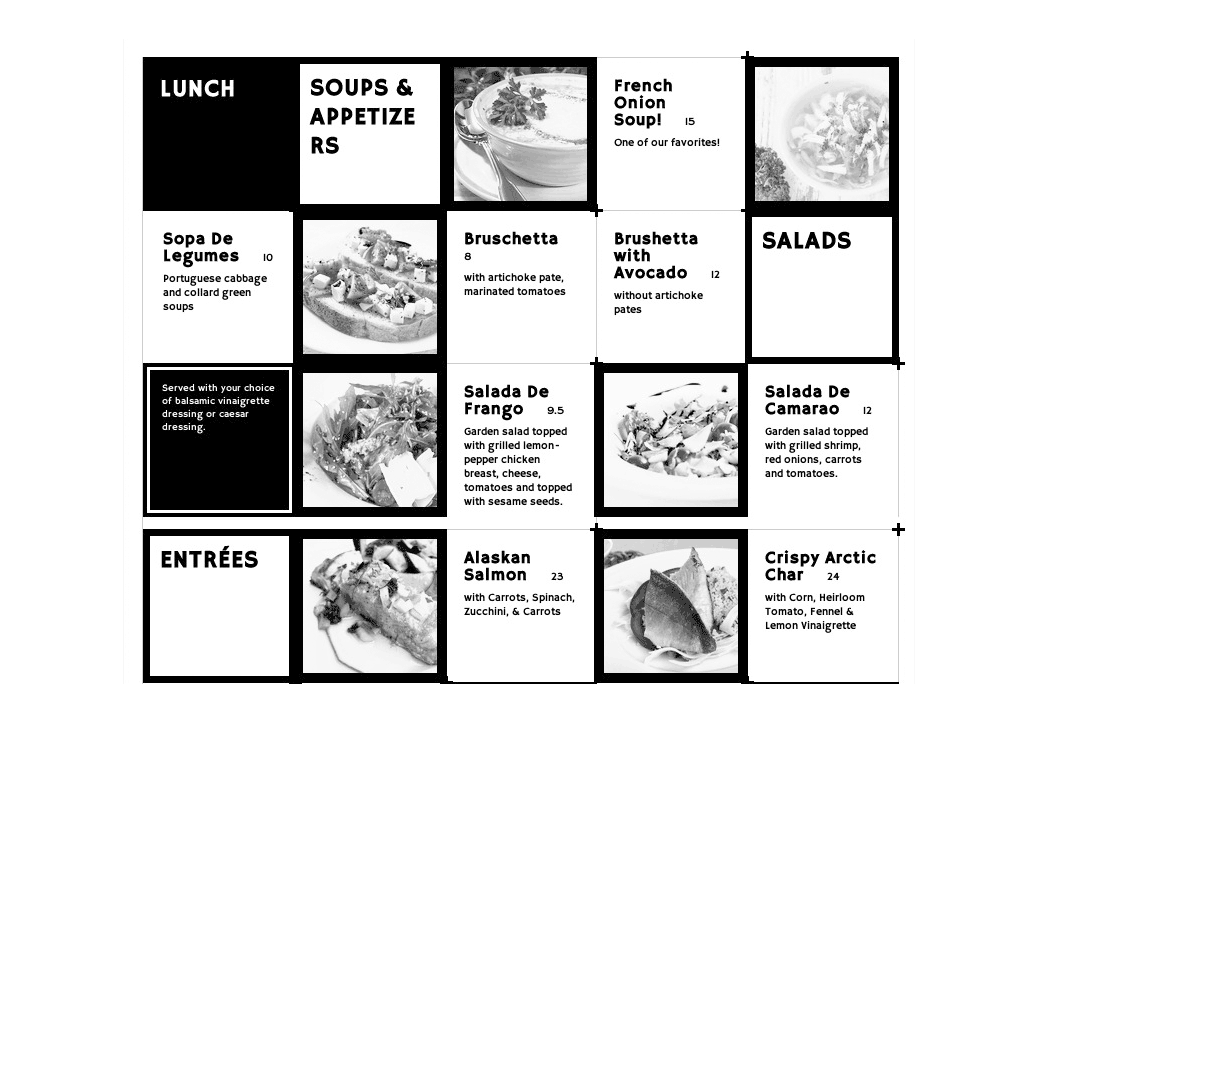 LUNCH
SOUPS &
APPETIZE
RS
French
Onion
Soup! 15
One of our favorites!
Sopa De
Legumes 10
Portuguese cabbage
and collard green
soups
Bruschetta
8
with artichoke pate,
marinated tomatoes
Brushetta
with
Avocado 12
without artichoke
pates
SALADS
Served with your choice
of balsamic vinaigrette
dressing or caesar
dressing.
Salada De
Frango 9.5
Garden salad topped
with grilled lemon-
pepper chicken
breast, cheese,
tomatoes and topped
with sesame seeds.
Salada De
Camarao 12
Garden salad topped
with grilled shrimp,
red onions, carrots
and tomatoes.
ENTRÉES
Alaskan
Salmon 23
with Carrots, Spinach,
Zucchini, & Carrots
Crispy Arctic
Char 24
with Corn, Heirloom
Tomato, Fennel &
Lemon Vinaigrette